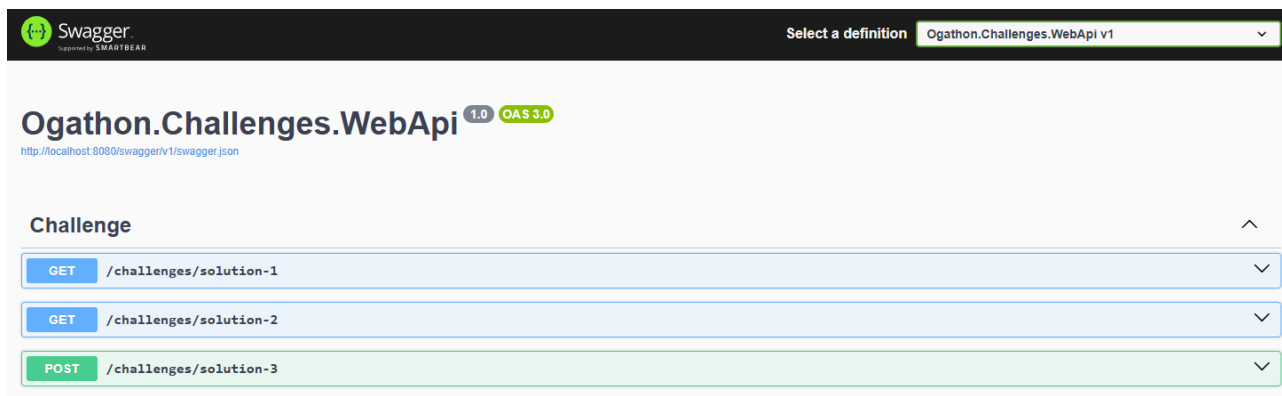 {···} Swagger.
Supported by SMARTBEAR
Select a definition
Ogathon.Challenges.WebApi v1
Ogathon.Challenges.WebApi 1.0 OAS 3.0
http://localhost:8080/swagger/v1/swagger.json
Challenge
GET /challenges/solution-1
GET /challenges/solution-2
POST /challenges/solution-3